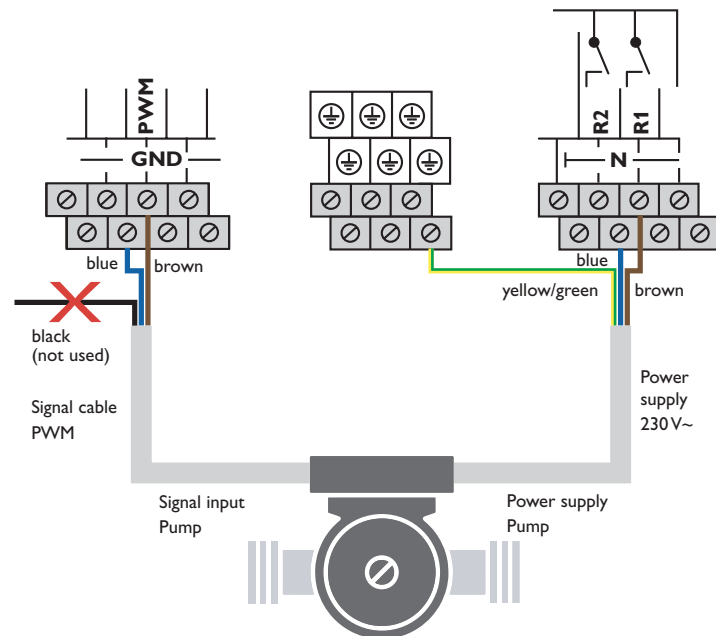 PWM
GND
R2
R1
N
blue
brown
black
(not used)
Signal cable
PWM
yellow/green
blue
brown
Power
supply
230 V~
Signal input
Pump
Power supply
Pump